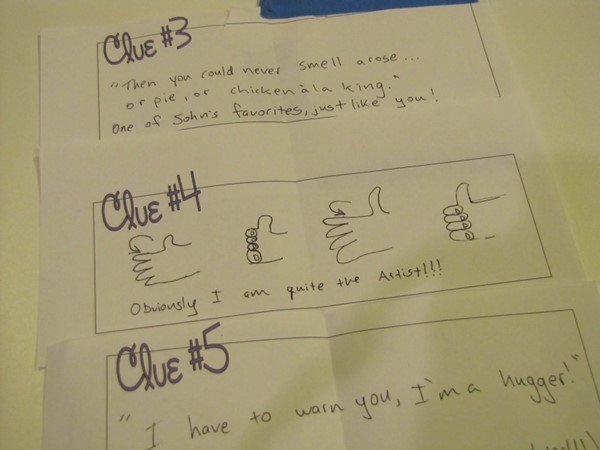 Clue #3
"Then you could never smell a rose...
or pie, or chicken à la king."
One of John's favorites, just like you!
Clue #4
Obviously I am quite the Artist!!!
Clue #5
"I have to warn you, I'm a hugger!"